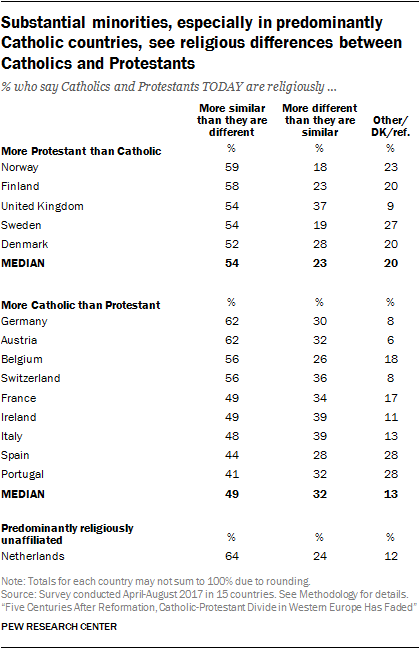 Substantial minorities, especially in predominantly
Catholic countries, see religious differences between
Catholics and Protestants
% who say Catholics and Protestants TODAY are religiously ...
More similar than they are different More different than they are similar Other/ DK/ref.
More Protestant than Catholic % % %
Norway 59 18 23
Finland 58 23 20
United Kingdom 54 37 9
Sweden 54 19 27
Denmark 52 28 20
MEDIAN 54 23 20
More Catholic than Protestant % % %
Germany 62 30 8
Austria 62 32 6
Belgium 56 26 18
Switzerland 56 36 8
France 49 34 17
Ireland 49 39 11
Italy 48 39 13
Spain 44 28 28
Portugal 41 32 28
MEDIAN 49 32 13
Predominantly religiously
unaffiliated % % %
Netherlands 64 24 12
Note: Totals for each country may not sum to 100% due to rounding.
Source: Survey conducted April-August 2017 in 15 countries. See Methodology for details.
“Five Centuries After Reformation, Catholic-Protestant Divide in Western Europe Has Faded”
PEW RESEARCH CENTER